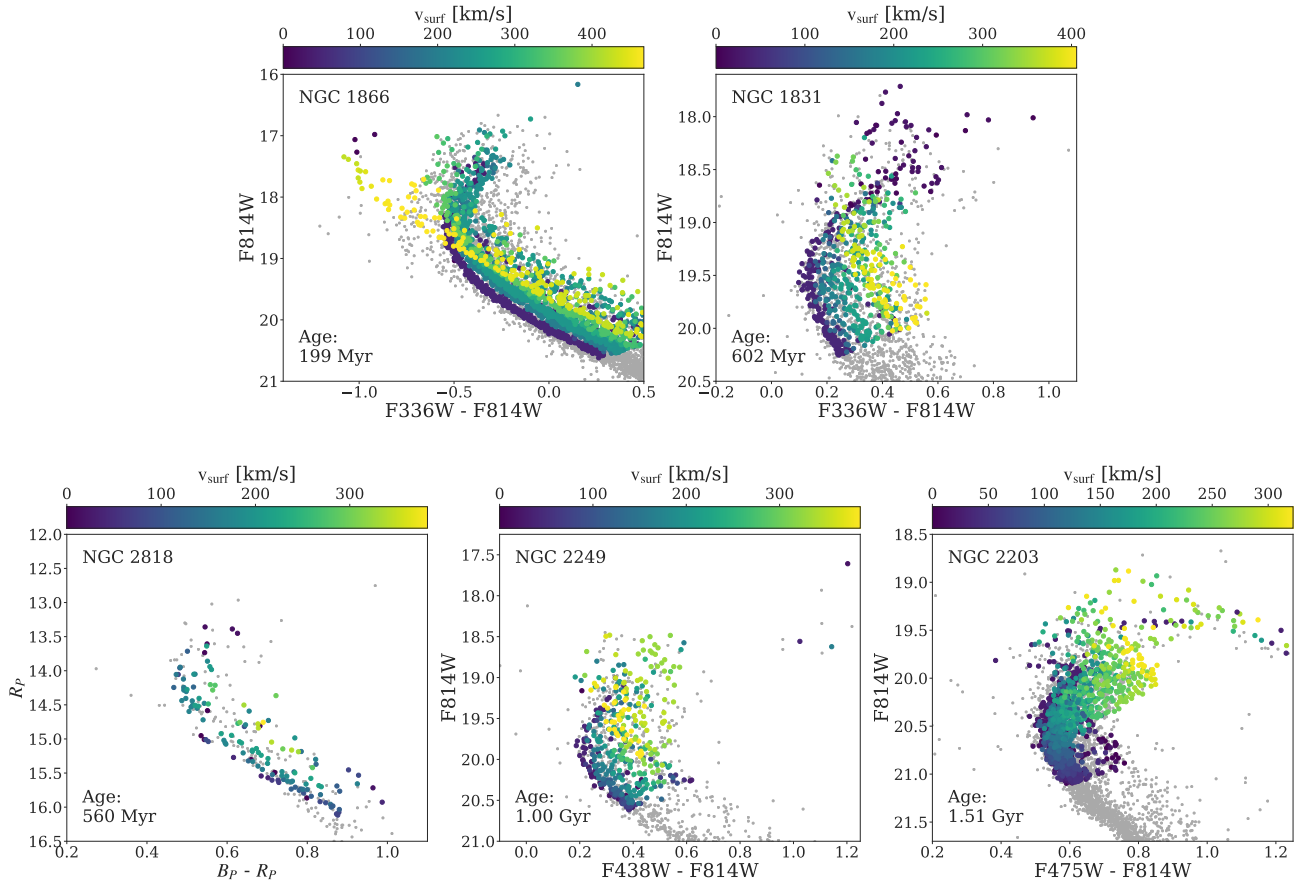 v_surf [km/s]
0 100 200 300 400
NGC 1866
16
17
18
19
20
21
F814W
Age:
199 Myr
−1.0 −0.5 0.0 0.5
F336W - F814W
v_surf [km/s]
0 100 200 300 400
NGC 1831
18.0
18.5
19.0
19.5
20.0
20.5
F814W
Age:
602 Myr
−0.2 0.0 0.2 0.4 0.6 0.8 1.0
F336W - F814W
v_surf [km/s]
0 100 200 300
NGC 2818
12.0
12.5
13.0
13.5
14.0
14.5
15.0
15.5
16.0
16.5
R_P
Age:
560 Myr
0.2 0.4 0.6 0.8 1.0
B_P - R_P
v_surf [km/s]
0 100 200 300
NGC 2249
17.5
18.0
18.5
19.0
19.5
20.0
20.5
21.0
F814W
Age:
1.00 Gyr
0.0 0.2 0.4 0.6 0.8 1.0 1.2
F438W - F814W
v_surf [km/s]
0 50 100 150 200 250 300
NGC 2203
18.5
19.0
19.5
20.0
20.5
21.0
21.5
F814W
Age:
1.51 Gyr
0.2 0.4 0.6 0.8 1.0 1.2
F475W - F814W